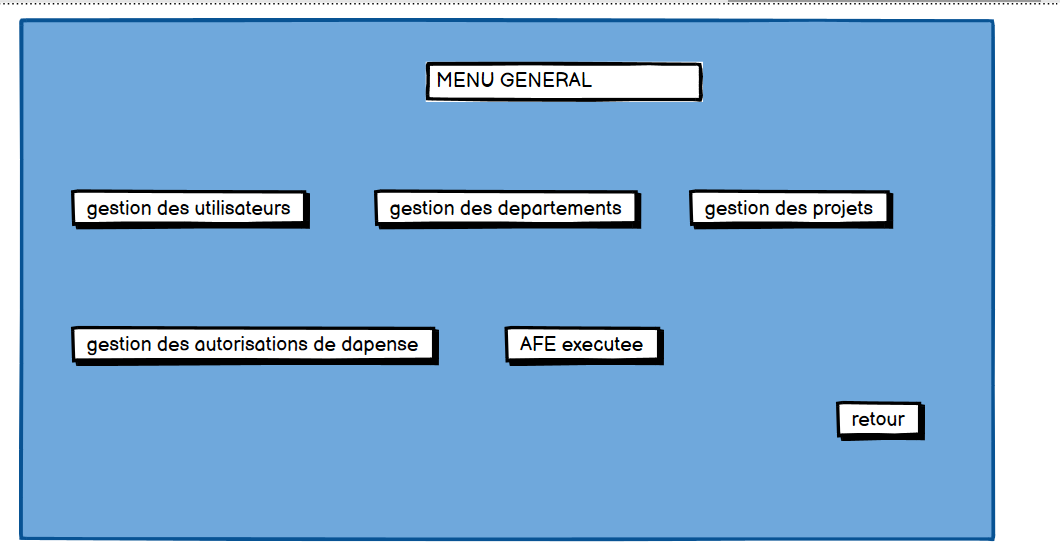 MENU GENERAL
gestion des utilisateurs
gestion des departements
gestion des projets
gestion des autorisations de dapense
AFE executee
retour